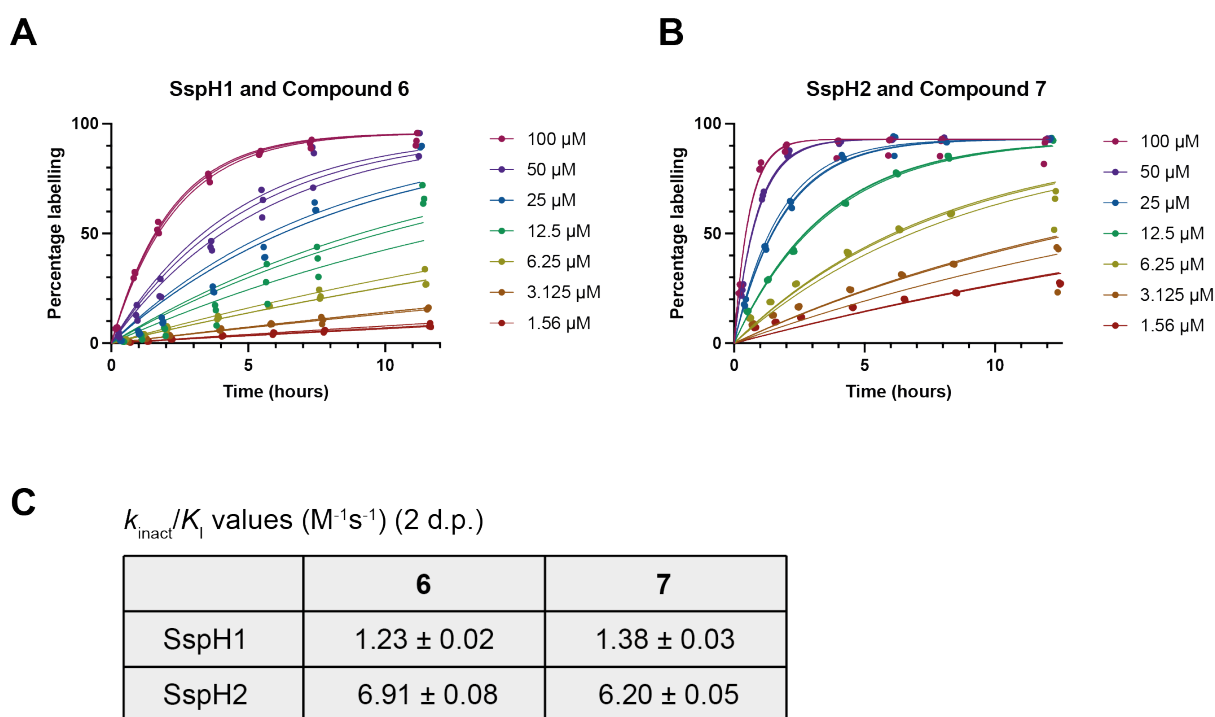 A
B
SspH1 and Compound 6
SspH2 and Compound 7
Percentage labelling
100
50
0
0
5
10
Time (hours)
100 µM
50 µM
25 µM
12.5 µM
6.25 µM
3.125 µM
1.56 µM
Percentage labelling
100
50
0
0
5
10
Time (hours)
100 µM
50 µM
25 µM
12.5 µM
6.25 µM
3.125 µM
1.56 µM
C
kinact/KI values (M-1s-1) (2 d.p.)
6 7
SspH1 1.23 ± 0.02 1.38 ± 0.03
SspH2 6.91 ± 0.08 6.20 ± 0.05